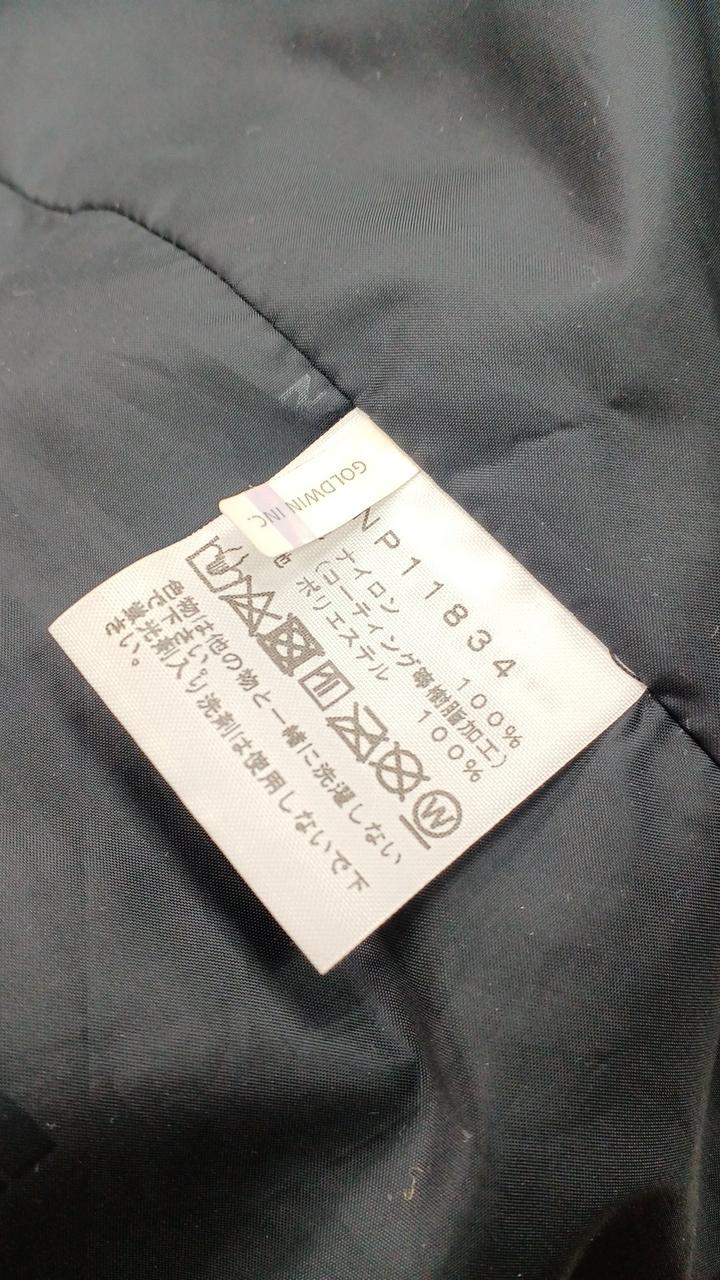 GOLDWIN INC.
NP11834
ナイロン 100%
(コーティング等樹脂加工)
ポリエステル 100%
W
色物は他の物と一緒に洗濯しない
で下さい。
蛍光剤入り洗剤は使用しないで下
さい。